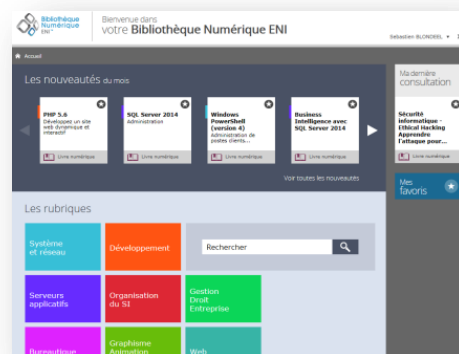 Bibliothèque
Numérique
ENI
Bienvenue dans
votre Bibliothèque Numérique ENI
Sebastien BLONDEEL
Accueil
Les nouveautés du mois
PHP 5.6
Développez un site
web dynamique et
interactif
Livre numérique
SQL Server 2014
Administration
Livre numérique
Windows
PowerShell
(version 4)
Administration de
postes clients...
Livre numérique
Business
Intelligence avec
SQL Server 2014
Livre numérique
Voir toutes les nouveautés
Ma dernière
consultation
Sécurité
informatique -
Ethical Hacking
Apprendre
l'attaque pour...
Livre numérique
Mes
favoris
Les rubriques
Système
et réseau
Développement
Rechercher
Serveurs
applicatifs
Organisation
du SI
Gestion
Droit
Entreprise
Bureautique
Graphisme
Animation
Web